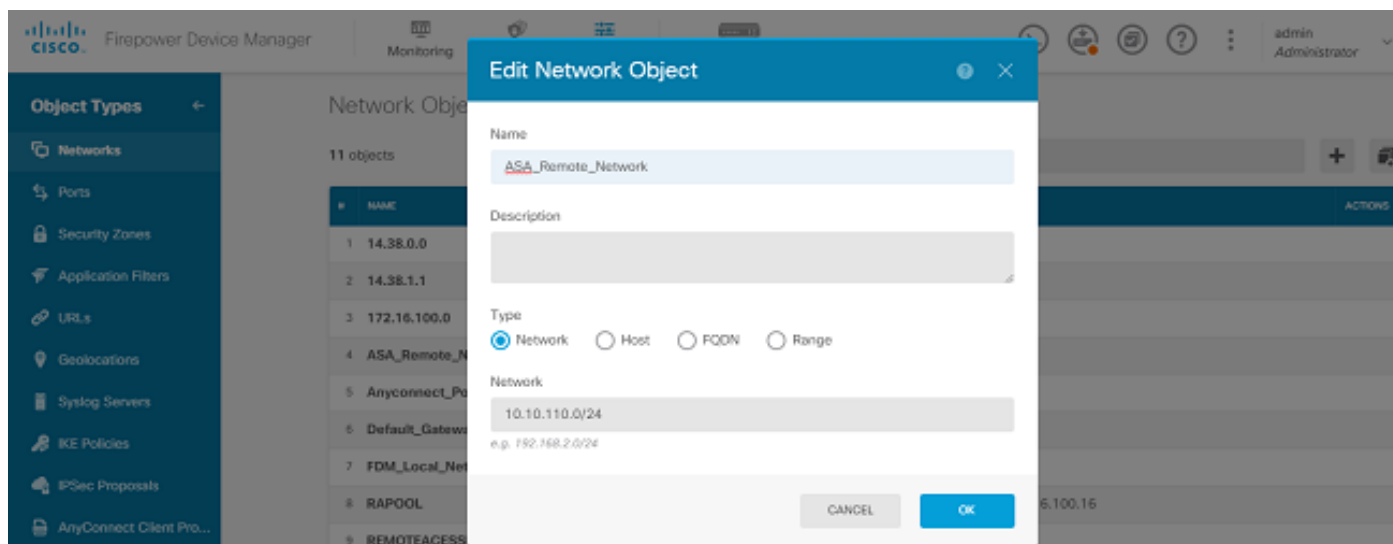 CISCO
Firepower Device Manager
Monitoring
admin
Administrator
Object Types
Networks
Ports
Security Zones
Application Filters
URLs
Geolocations
Syslog Servers
IKE Policies
IPSec Proposals
AnyConnect Client Pro...
Network Obje
11 objects
# NAME ACTIONS
1 14.38.0.0
2 14.38.1.1
3 172.16.100.0
4 ASA_Remote_N
5 Anyconnect_Po
6 Default_Gatewa
7 FDM_Local_Net
8 RAPOOL 6.100.16
9 REMOTEACESS
Edit Network Object
Name
ASA_Remote_Network
Description
Type
Network Host FQDN Range
Network
10.10.110.0/24
e.g. 192.168.2.0/24
CANCEL OK